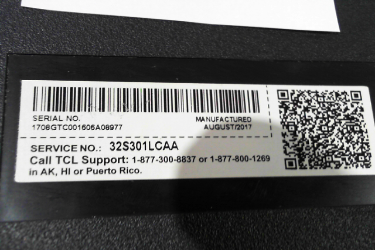 SERIAL NO. MANUFACTURED
1706GTC001606A08977 AUGUST/2017
SERVICE NO.: 32S301LCAA
Call TCL Support: 1-877-300-8837 or 1-877-800-1269
in AK, HI or Puerto Rico.